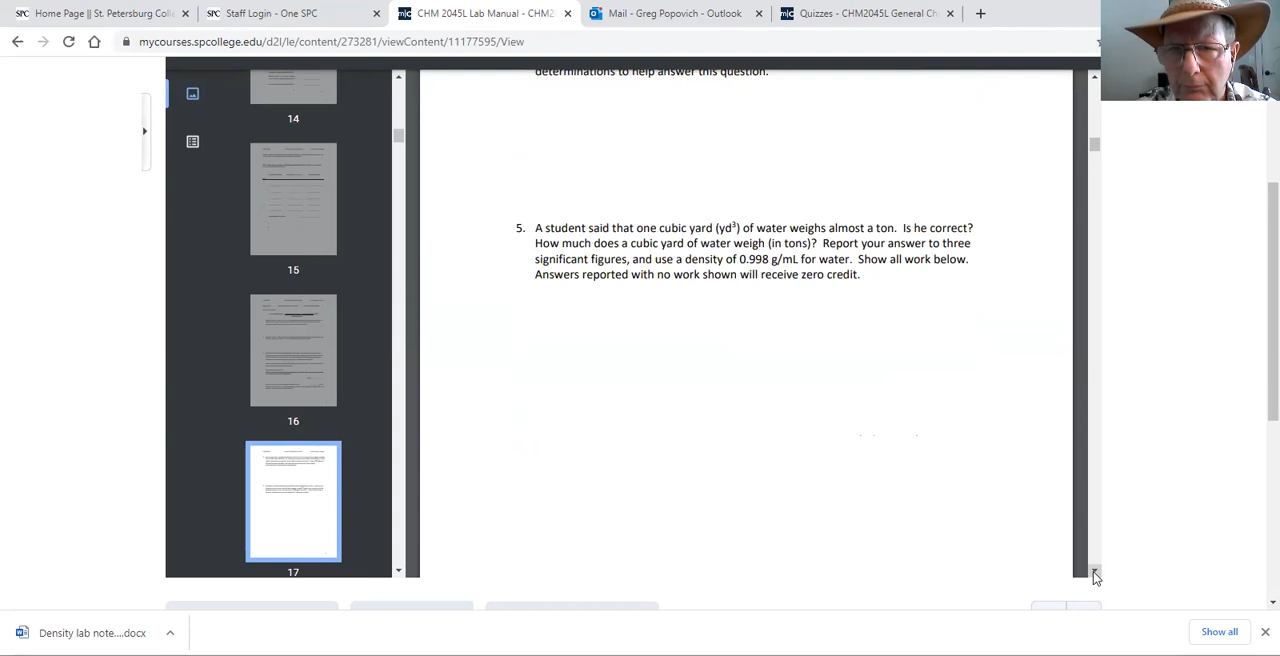 SPC Home Page || St. Petersburg Colle
SPC Staff Login - One SPC
m|c CHM 2045L Lab Manual - CHM2
Mail - Greg Popovich - Outlook
m|c Quizzes - CHM2045L General Ch
mycourses.spcollege.edu/d2l/le/content/273281/viewContent/11177595/View
14
15
16
17
determinations to help answer this question.
5. A student said that one cubic yard (yd³) of water weighs almost a ton. Is he correct?
How much does a cubic yard of water weigh (in tons)? Report your answer to three
significant figures, and use a density of 0.998 g/mL for water. Show all work below.
Answers reported with no work shown will receive zero credit.
Density lab note....docx
Show all